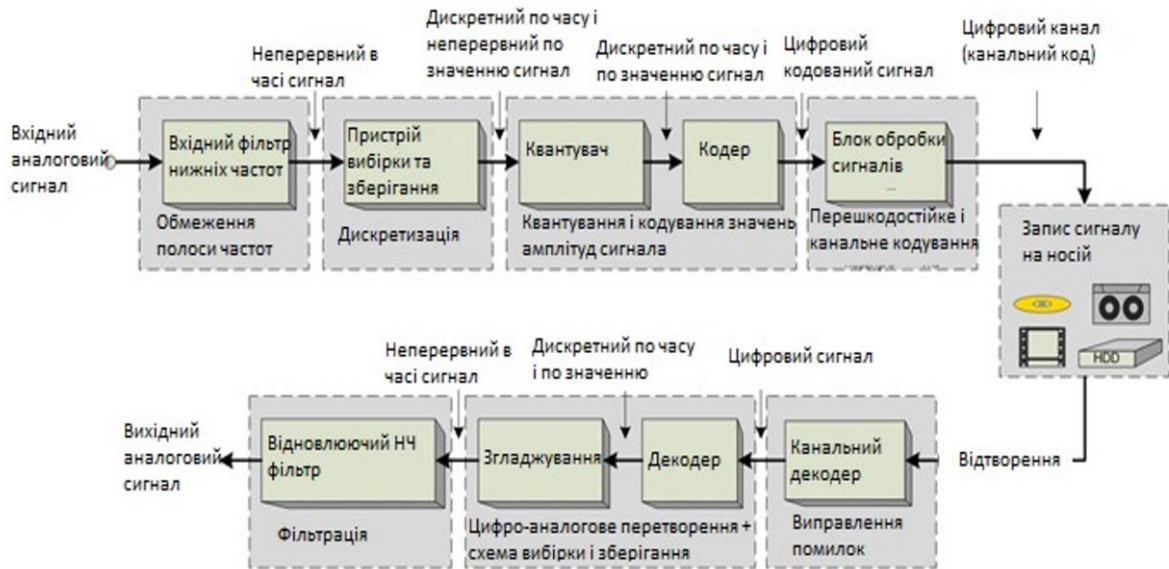 Дискретний по часу і
неперервний по
значенню сигнал
Цифровий канал
(канальний код)
Неперервний в
часі сигнал
Дискретний по часу і
по значенню сигнал
Цифровий
кодований сигнал
Вхідний
аналоговий
сигнал
Вхідний фільтр
нижніх частот
Обмеження
полоси частот
Пристрій
вибірки та
зберігання
Дискретизація
Квантувач
Кодер
Квантування і кодування значень
амплітуд сигнала
Блок обробки
сигналів
Перешкодостійке і
канальне кодування
Запис сигналу
на носій
HDD
Неперервний в
часі сигнал
Дискретний по часу
і по значенню
Цифровий сигнал
Вихідний
аналоговий
сигнал
Відновлюючий НЧ
фільтр
Фільтрація
Згладжування
Декодер
Цифро-аналогове перетворення +
схема вибірки і зберігання
Канальний
декодер
Виправлення
помилок
Відтворення